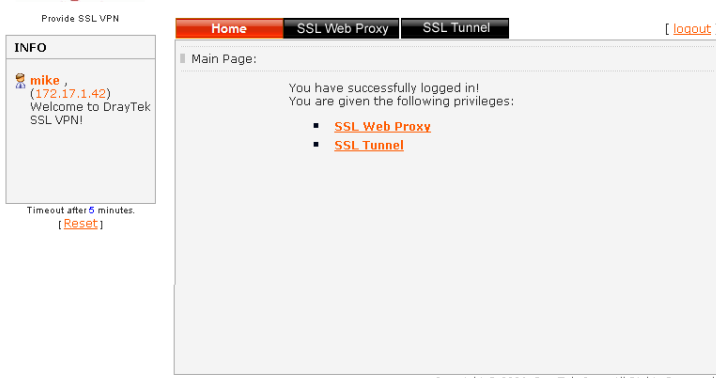 Provide SSL VPN
Home
SSL Web Proxy
SSL Tunnel
[ logout
INFO
mike ,
(172.17.1.42)
Welcome to DrayTek
SSL VPN!
Timeout after 5 minutes.
[ Reset ]
Main Page:
You have successfully logged in!
You are given the following privileges:
SSL Web Proxy
SSL Tunnel